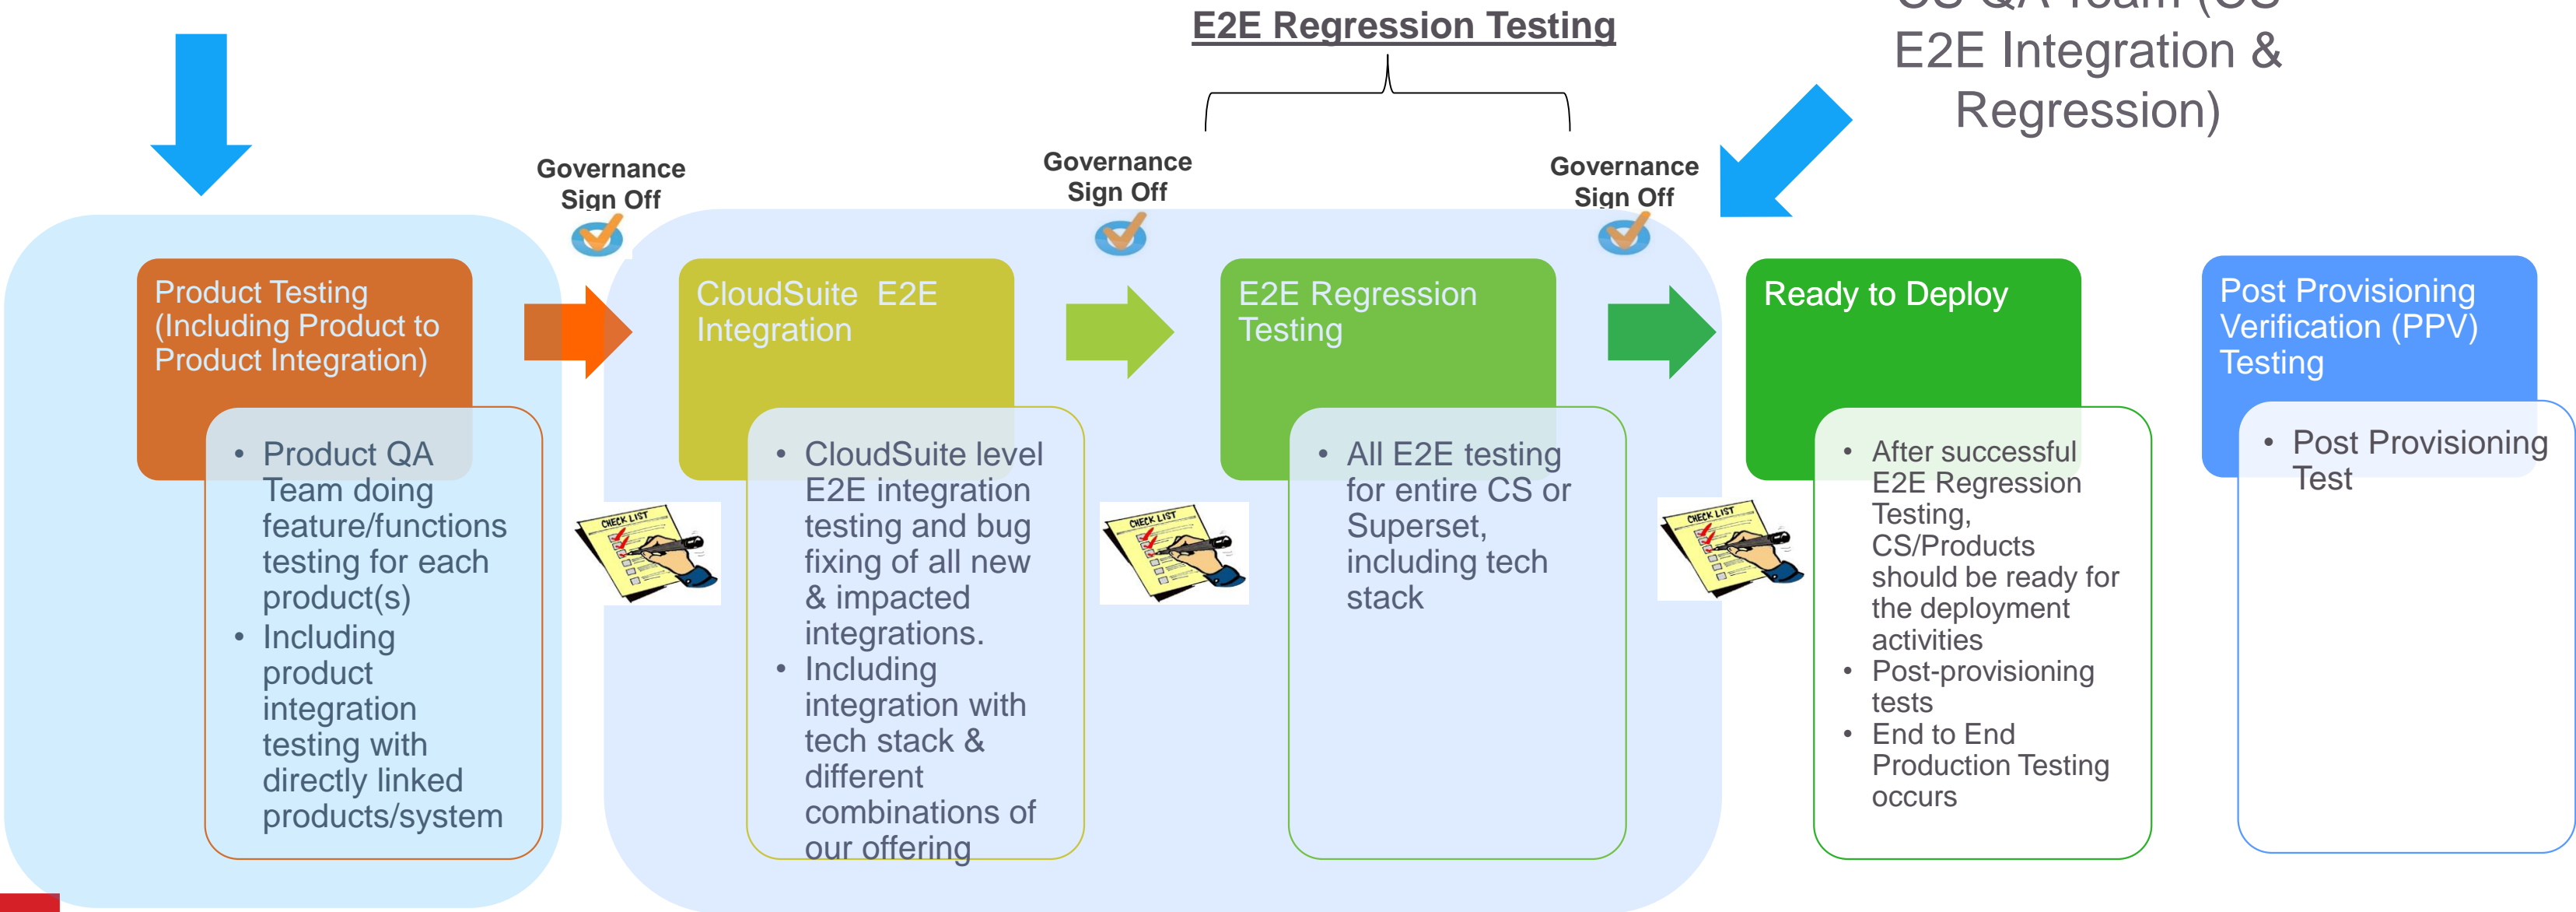 E2E Regression Testing
CS QA Team (CS
E2E Integration &
Regression)
Governance
Sign Off
Governance
Sign Off
Governance
Sign Off
Product Testing
(Including Product to
Product Integration)
• Product QA
Team doing
feature/functions
testing for each
product(s)
• Including
product
integration
testing with
directly linked
products/system
CHECK LIST
CloudSuite E2E
Integration
• CloudSuite level
E2E integration
testing and bug
fixing of all new
& impacted
integrations.
• Including
integration with
tech stack &
different
combinations of
our offering
CHECK LIST
E2E Regression
Testing
• All E2E testing
for entire CS or
Superset,
including tech
stack
CHECK LIST
Ready to Deploy
• After successful
E2E Regression
Testing,
CS/Products
should be ready for
the deployment
activities
• Post-provisioning
tests
• End to End
Production Testing
occurs
Post Provisioning
Verification (PPV)
Testing
• Post Provisioning
Test